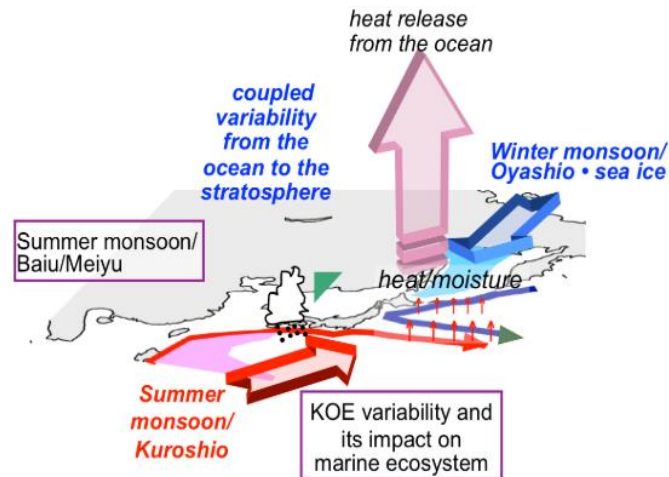 heat release
from the ocean
coupled
variability
from the
ocean to the
stratosphere
Winter monsoon/
Oyashio • sea ice
Summer monsoon/
Baiu/Meiyu
heat/moisture
Summer
monsoon/
Kuroshio
KOE variability and
its impact on
marine ecosystem